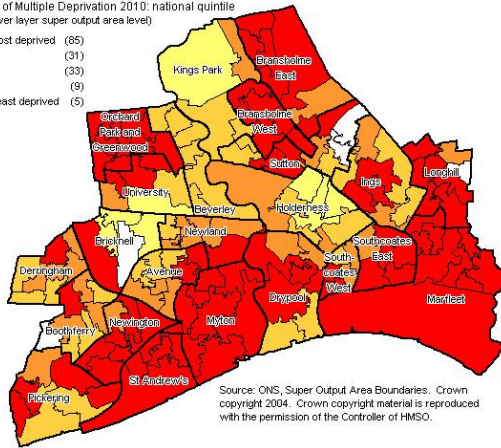 of Multiple Deprivation 2010: national quintile
er layer super output area level)
ost deprived (85)
(31)
(33)
(9)
east deprived (5)
Kings Park
Bransholme
East
Orchard
Park and
Greenwood
Bransholme
West
Sutton
Longhill
Ings
University
Beverley
Holderness
Newland
Bricknell
Southcoates
East
Derringham
Avenue
South-
coates
West
Drypool
Marfleet
Boothferry
Newington
Myton
St Andrew's
Pickering
Source: ONS, Super Output Area Boundaries. Crown
copyright 2004. Crown copyright material is reproduced
with the permission of the Controller of HMSO.